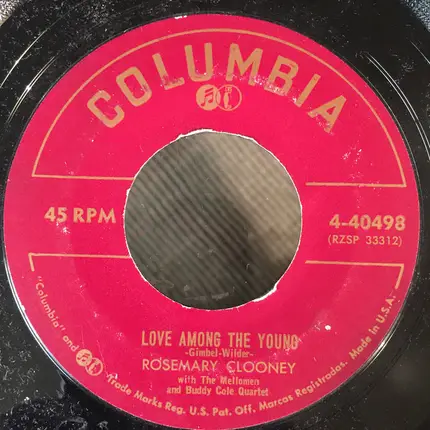 COLUMBIA
45 RPM
4-40498
(RZSP 33312)
LOVE AMONG THE YOUNG
-Gimbel-Wilder-
ROSEMARY CLOONEY
with The Mellomen
and Buddy Cole Quartet
"Columbia" and Trade Marks Reg. U.S. Pat. Off. Marcas Registradas. Made in U.S.A.